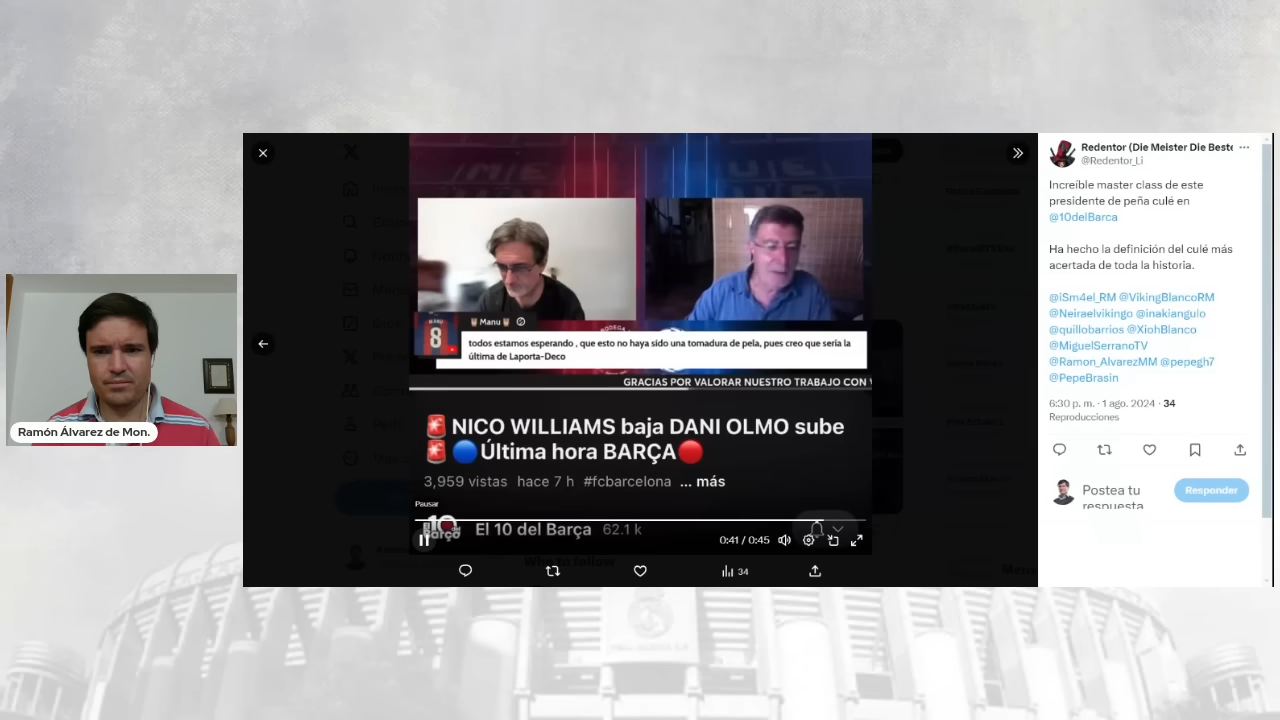 Ramón Álvarez de Mon.
Manu
8
todos estamos esperando , que esto no haya sido una tomadura de pela, pues creo que seria la
última de Laporta-Deco
GRACIAS POR VALORAR NUESTRO TRABAJO CON
NICO WILLIAMS baja DANI OLMO sube
Última hora BARÇA
3,959 vistas hace 7 h #fcbarcelona ... más
Pausar
El 10 del Barça 62.1 k
0:41 / 0:45
34
Redentor (Die Meister Die Beste
@Redentor_Li
Increíble master class de este
presidente de peña culé en
@10delBarca
Ha hecho la definición del culé más
acertada de toda la historia.
@iSm4el_RM @VikingBlancoRM
@Neiraelvikingo @inakiangulo
@quillobarrios @XiohBlanco
@MiguelSerranoTV
@Ramon_AlvarezMM @pepegh7
@PepeBrasin
6:30 p. m. · 1 ago. 2024 · 34
Reproducciones
Postea tu
respuesta
Responder